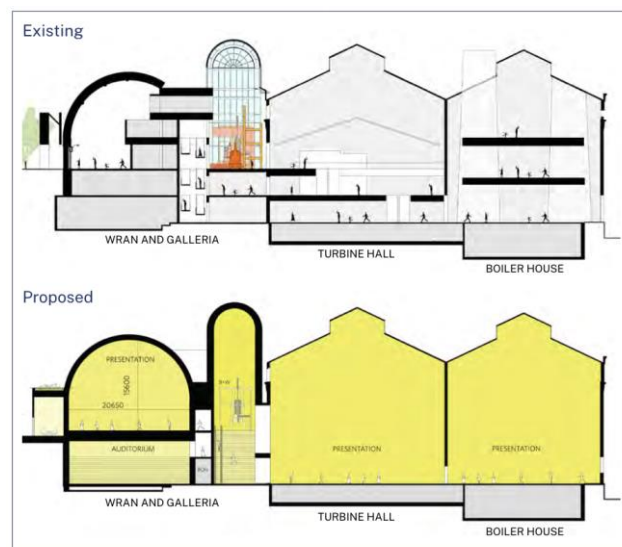 Existing
WRAN AND GALLERIA
TURBINE HALL
BOILER HOUSE
Proposed
PRESENTATION
15600
20650
AUDITORIUM
PRESENTATION
PRESENTATION
WRAN AND GALLERIA
TURBINE HALL
BOILER HOUSE